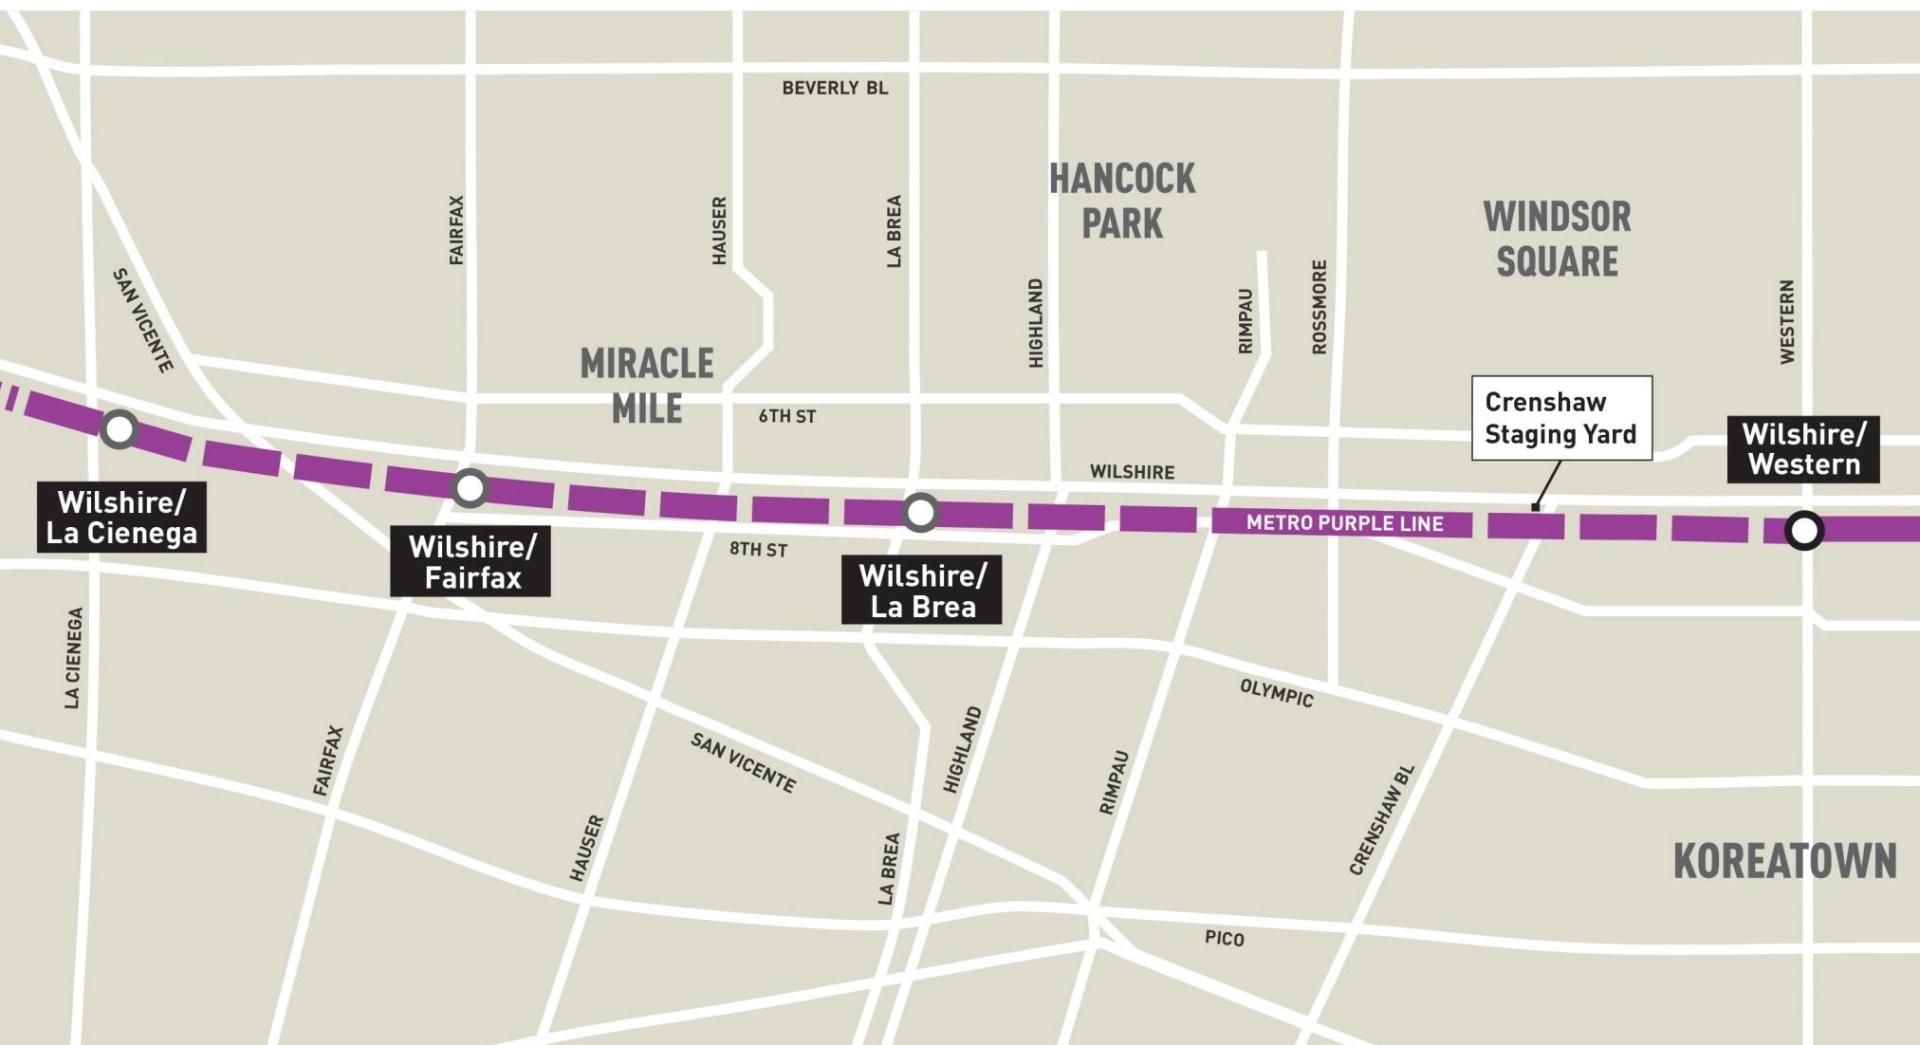 BEVERLY BL
HANCOCK
PARK
WINDSOR
SQUARE
FAIRFAX
HAUSER
LA BREA
HIGHLAND
RIMPAU
ROSSMORE
WESTERN
SAN VICENTE
MIRACLE
MILE
6TH ST
Crenshaw
Staging Yard
Wilshire/
Western
WILSHIRE
Wilshire/
La Cienega
METRO PURPLE LINE
Wilshire/
Fairfax
8TH ST
Wilshire/
La Brea
LA CIENEGA
OLYMPIC
FAIRFAX
SAN VICENTE
HIGHLAND
RIMPAU
CRENSHAW BL
HAUSER
LA BREA
KOREATOWN
PICO